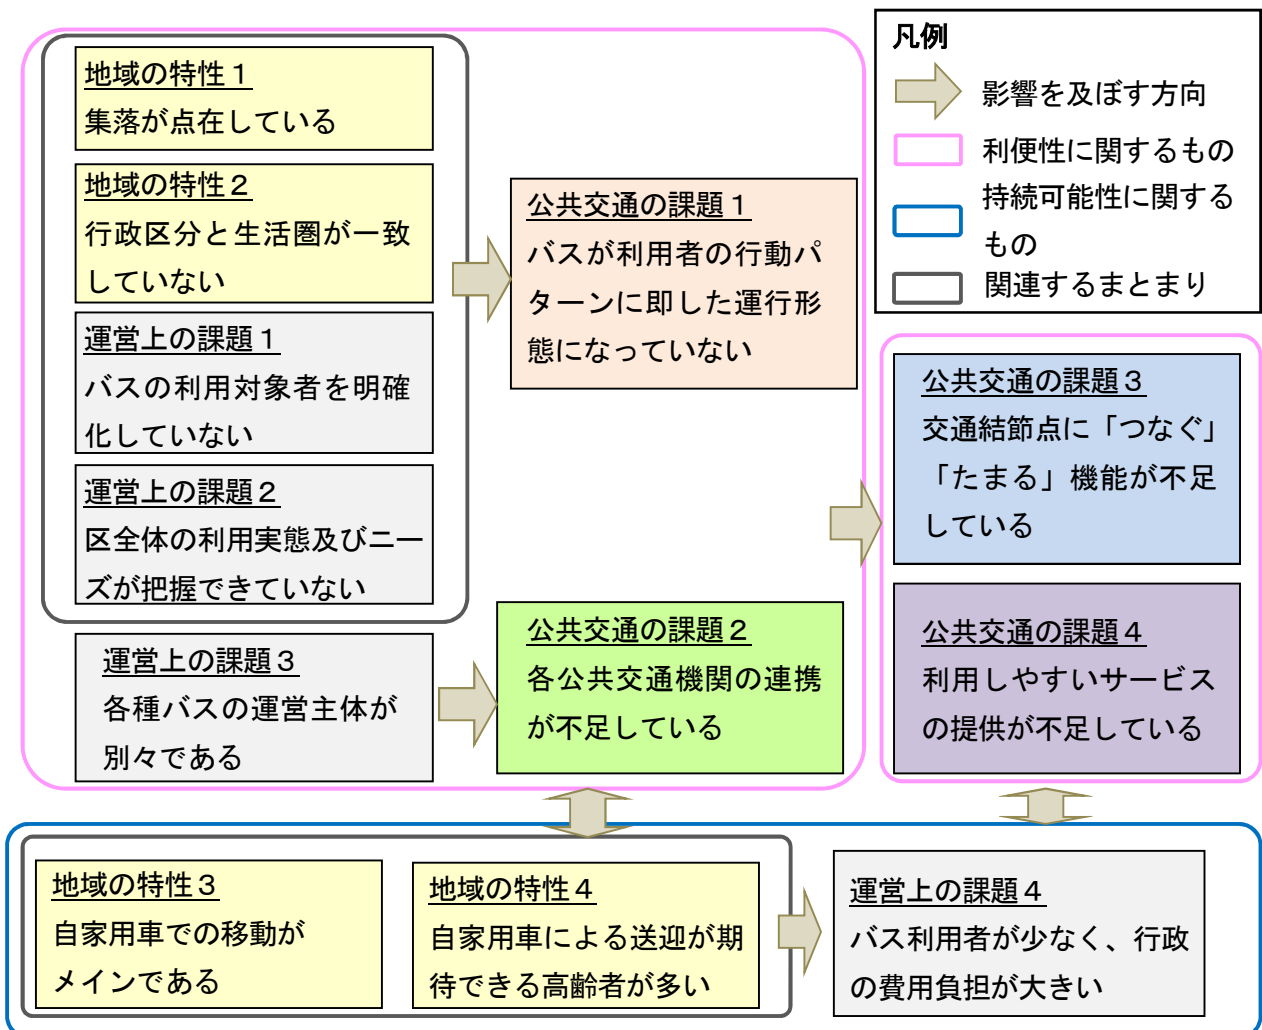 地域の特性１
集落が点在している
地域の特性２
行政区分と生活圏が一致
していない
運営上の課題１
バスの利用対象者を明確
化していない
運営上の課題２
区全体の利用実態及びニー
ズが把握できていない
運営上の課題３
各種バスの運営主体が
別々である
公共交通の課題１
バスが利用者の行動パ
ターンに即した運行形
態になっていない
公共交通の課題２
各公共交通機関の連携
が不足している
凡例
影響を及ぼす方向
利便性に関するもの
持続可能性に関する
もの
関連するまとまり
公共交通の課題３
交通結節点に「つなぐ」
「たまる」機能が不足
している
公共交通の課題４
利用しやすいサービス
の提供が不足している
地域の特性３
自家用車での移動が
メインである
地域の特性４
自家用車による送迎が期
待できる高齢者が多い
運営上の課題４
バス利用者が少なく、行政
の費用負担が大きい